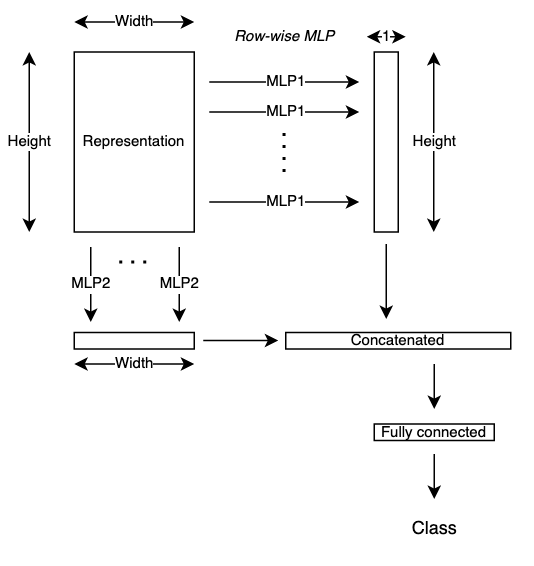 Width
Row-wise MLP
1
MLP1
MLP1
Height
Representation
Height
MLP1
MLP2
MLP2
Concatenated
Width
Fully connected
Class